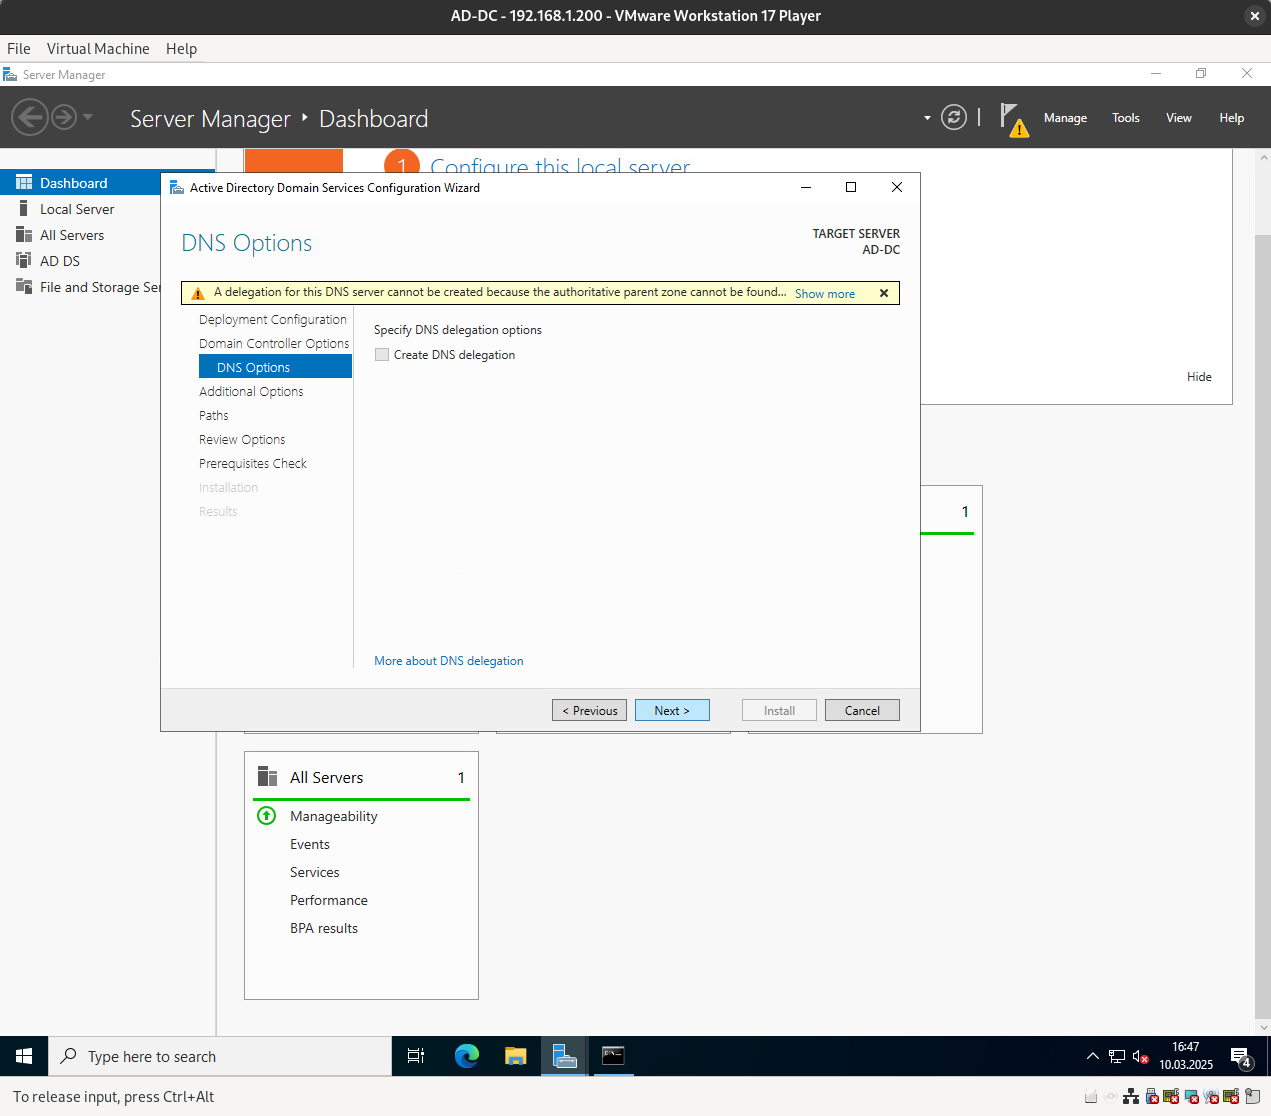 AD-DC - 192.168.1.200 - VMware Workstation 17 Player
File Virtual Machine Help
Server Manager
Server Manager Dashboard
Manage Tools View Help
1 Configure this local server
Dashboard
Local Server
All Servers
AD DS
File and Storage Ser
Hide
1
Active Directory Domain Services Configuration Wizard
DNS Options
TARGET SERVER
AD-DC
A delegation for this DNS server cannot be created because the authoritative parent zone cannot be found... Show more
Deployment Configuration
Domain Controller Options
DNS Options
Additional Options
Paths
Review Options
Prerequisites Check
Installation
Results
Specify DNS delegation options
Create DNS delegation
More about DNS delegation
< Previous Next > Install Cancel
All Servers 1
Manageability
Events
Services
Performance
BPA results
Type here to search
16:47
10.03.2025
4
To release input, press Ctrl+Alt